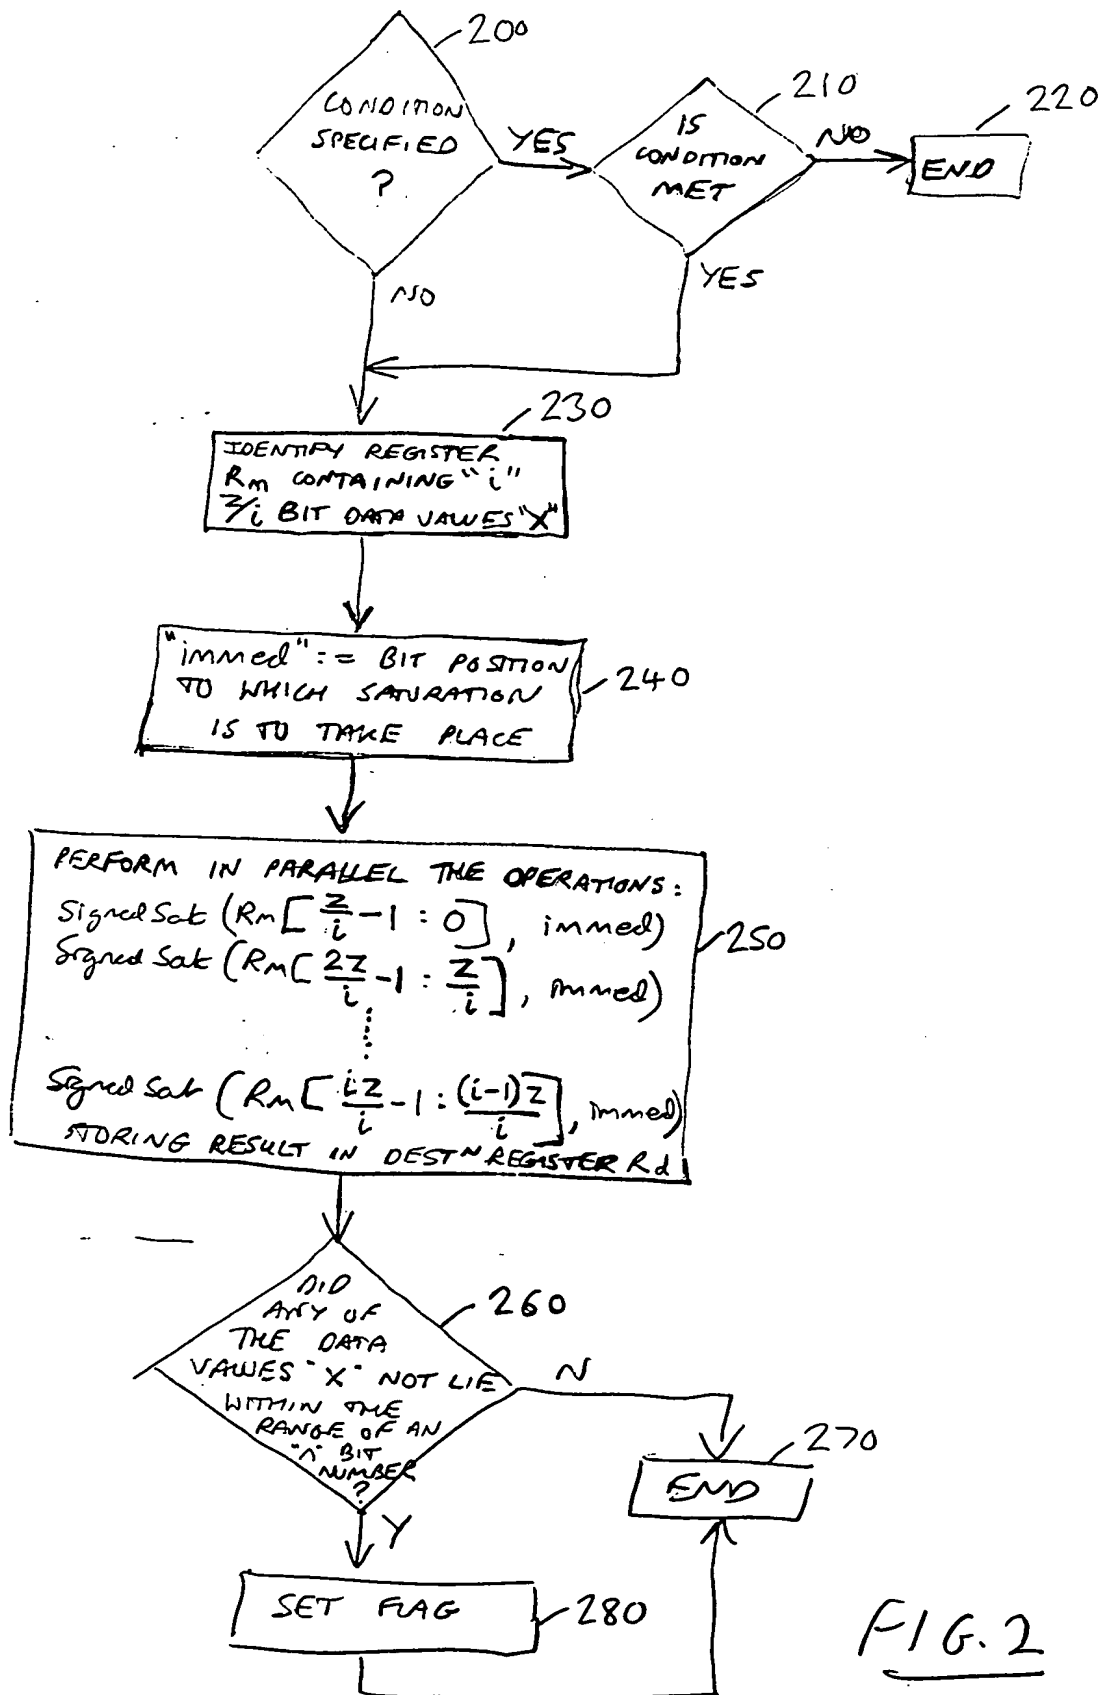 200
CONDITION
SPECIFIED
?
YES
NO
210
IS
CONDITION
MET
NO
YES
220
END
230
IDENTIFY REGISTER
Rm CONTAINING "i"
Z/i BIT DATA VALUES "X"
"immed" := BIT POSITION
TO WHICH SATURATION
IS TO TAKE PLACE
240
PERFORM IN PARALLEL THE OPERATIONS:
SignedSat (Rm[Z/i-1 : 0], immed)
SignedSat (Rm[2Z/i-1 : Z/i], immed)
SignedSat (Rm[iZ/i-1 : (i-1)Z/i], immed)
STORING RESULT IN DESTN REGISTER Rd
250
DID
ANY OF
THE DATA
VALUES "X" NOT LIE
WITHIN THE
RANGE OF AN
"n" BIT
NUMBER
?
260
N
Y
270
END
SET FLAG
280
FIG. 2